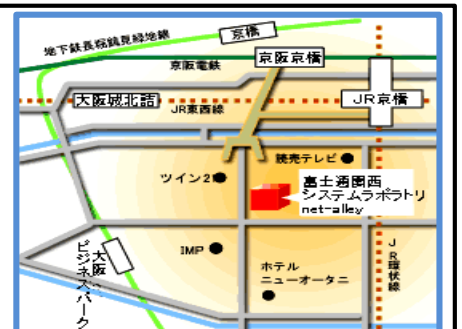 地下鉄長堀鶴見緑地線
京橋
京阪電鉄
京阪京橋
大阪城北詰
JR東西線
JR京橋
読売テレビ
ツイン21
富士通関西
システムラボラトリ
net-alley
大阪
ビジネスパーク
IMP
ホテル
ニューオータニ
JR環状線